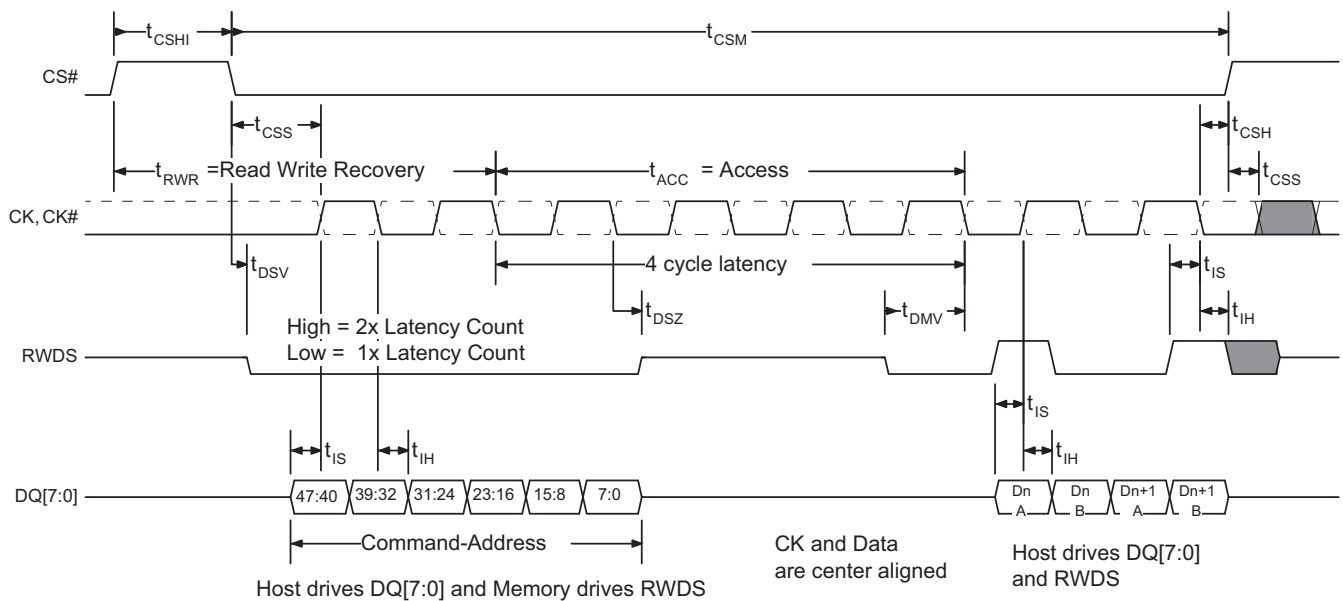 tCSHI
tCSM
CS#
tCSS
tCSH
tRWR =Read Write Recovery
tACC = Access
tCSS
CK, CK#
tDSV
4 cycle latency
tIS
High = 2x Latency Count
Low = 1x Latency Count
tDSZ
tDMV
tIH
RWDS
tIS
tIH
tIS
tIH
DQ[7:0]
47:40 39:32 31:24 23:16 15:8 7:0
Dn A Dn B Dn+1 A Dn+1 B
Command-Address
Host drives DQ[7:0] and Memory drives RWDS
CK and Data
are center aligned
Host drives DQ[7:0]
and RWDS